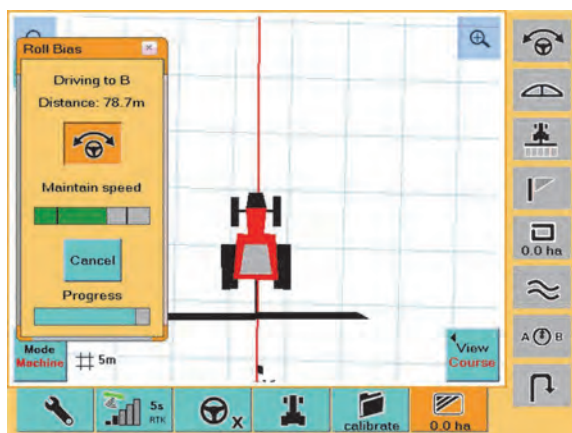 Roll Bias
Driving to B
Distance: 78.7m
Maintain speed
Cancel
Progress
Mode
Machine
5m
View
Course
0.0 ha
A B
5s
RTK
X
calibrate
0.0 ha